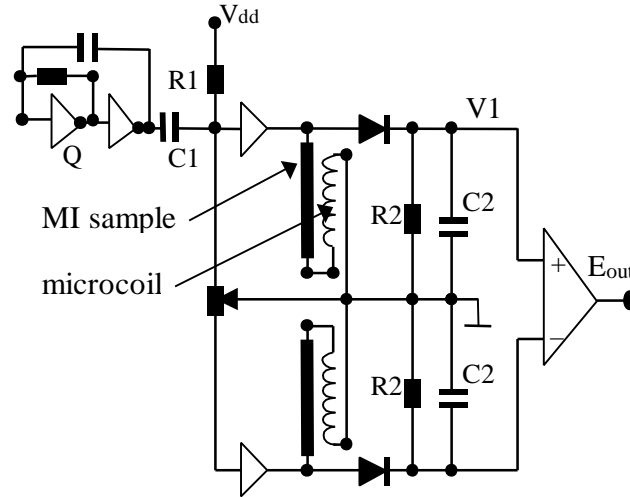 Vdd
R1
Q
C1
V1
MI sample
R2
C2
microcoil
Eout
+
−
R2
C2